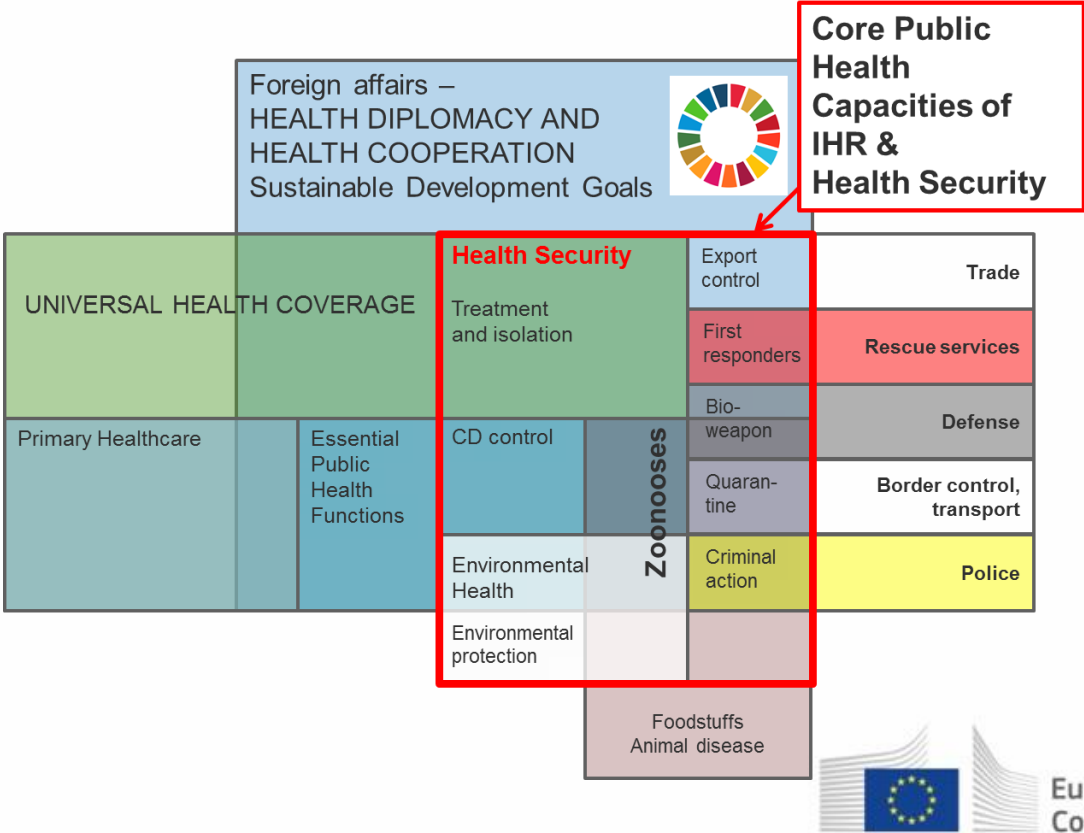 Core Public
Health
Capacities of
IHR &
Health Security
Foreign affairs –
HEALTH DIPLOMACY AND
HEALTH COOPERATION
Sustainable Development Goals
UNIVERSAL HEALTH COVERAGE
Health Security
Treatment
and isolation
Export
control
Trade
First
responders
Rescue services
Bio-
weapon
Defense
Primary Healthcare
Essential
Public
Health
Functions
CD control
Zoonooses
Quaran-
tine
Border control,
transport
Environmental
Health
Criminal
action
Police
Environmental
protection
Foodstuffs
Animal disease
Eu
Co